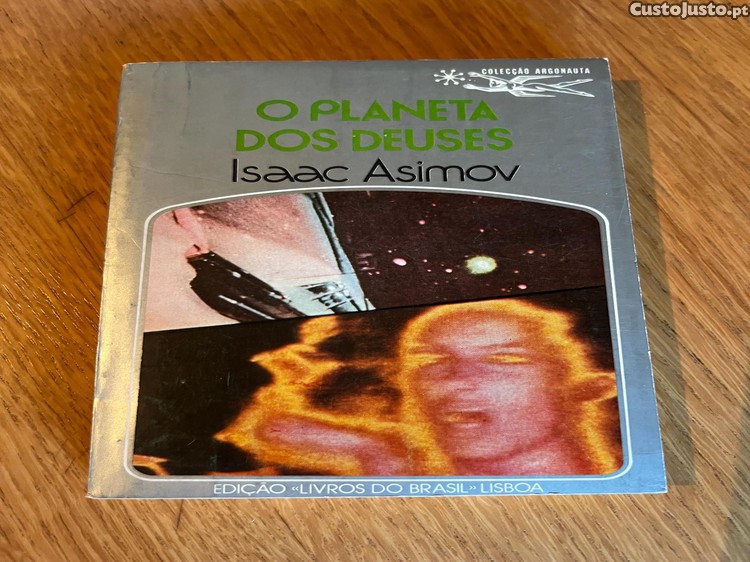 CustoJusto.pt
COLECÇÃO ARGONAUTA
O PLANETA
DOS DEUSES
Isaac Asimov
EDIÇÃO «LIVROS DO BRASIL» LISBOA